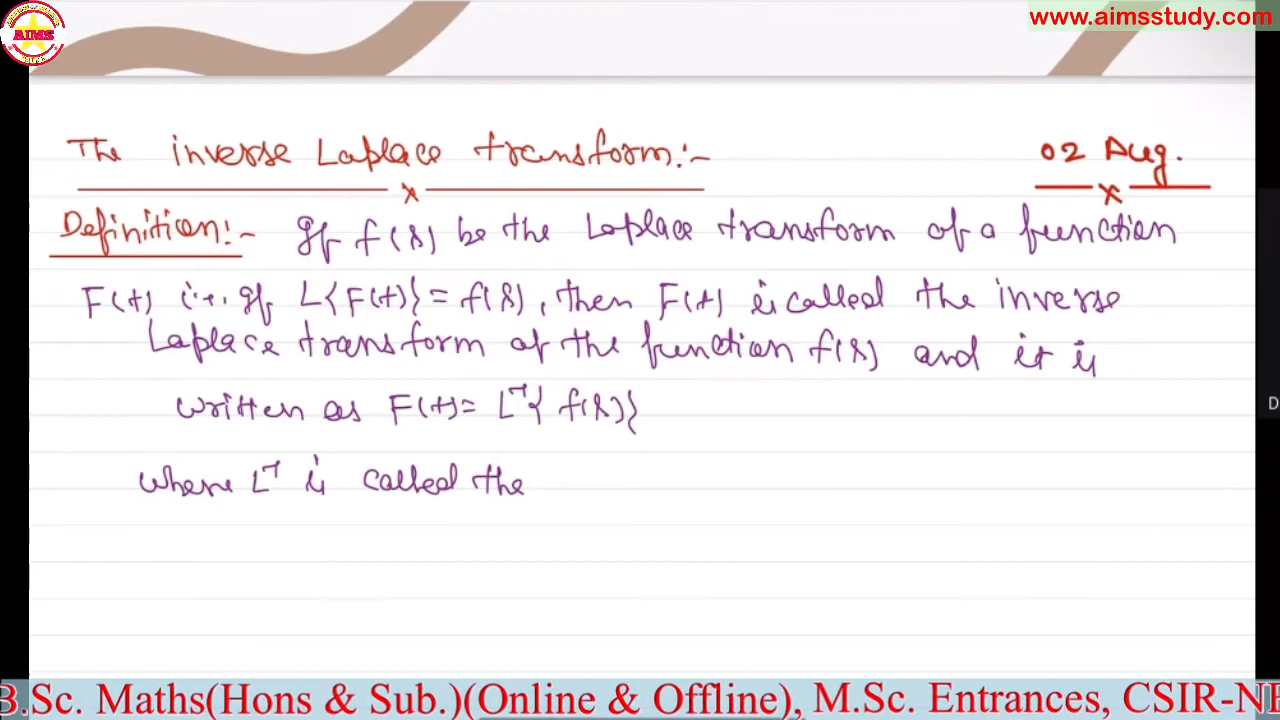 www.aimsstudy.com
AIMS
The inverse Laplace transform:-
02 Aug.
Definition:- If f(s) be the Laplace transform of a function
F(t) i.e. if L{F(t)} = f(s), then F(t) is called the inverse
Laplace transform of the function f(s) and it is
written as F(t) = L⁻¹{ f(s)}
where L⁻¹ is called the
D
B.Sc. Maths(Hons & Sub.)(Online & Offline), M.Sc. Entrances, CSIR-NE